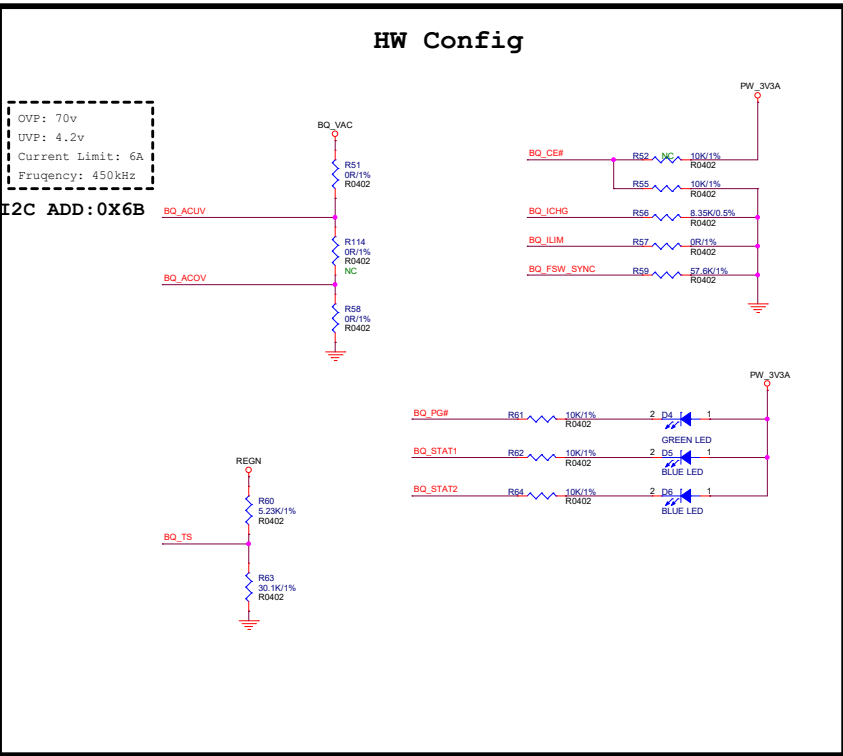 HW Config
OVP: 70v
UVP: 4.2v
Current Limit: 6A
Fruqency: 450kHz
I2C ADD:0X6B
BQ_VAC
R51
0R/1%
R0402
BQ_ACUV
R114
0R/1%
R0402
NC
BQ_ACOV
R58
0R/1%
R0402
PW_3V3A
BQ_CE#
R52
NC
10K/1%
R0402
R55
10K/1%
R0402
BQ_ICHG
R56
8.35K/0.5%
R0402
BQ_ILIM
R57
0R/1%
R0402
BQ_FSW_SYNC
R59
57.6K/1%
R0402
PW_3V3A
BQ_PG#
R61
10K/1%
R0402
2 D4 1
GREEN LED
BQ_STAT1
R62
10K/1%
R0402
2 D5 1
BLUE LED
BQ_STAT2
R64
10K/1%
R0402
2 D6 1
BLUE LED
REGN
R60
5.23K/1%
R0402
BQ_TS
R63
30.1K/1%
R0402